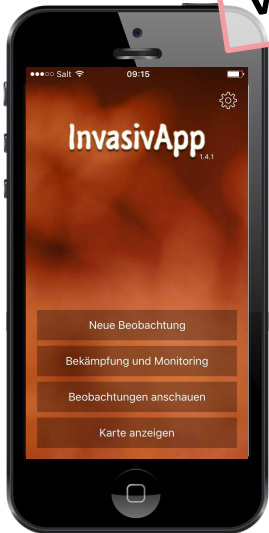 Salt 09:15
InvasivApp
1.4.1
Neue Beobachtung
Bekämpfung und Monitoring
Beobachtungen anschauen
Karte anzeigen